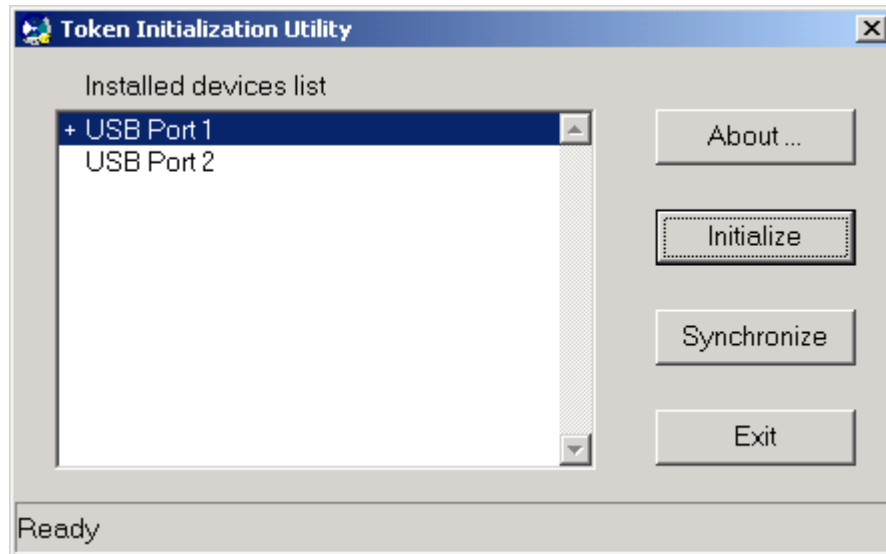 Token Initialization Utility
Installed devices list
+ USB Port 1
USB Port 2
About ...
Initialize
Synchronize
Exit
Ready